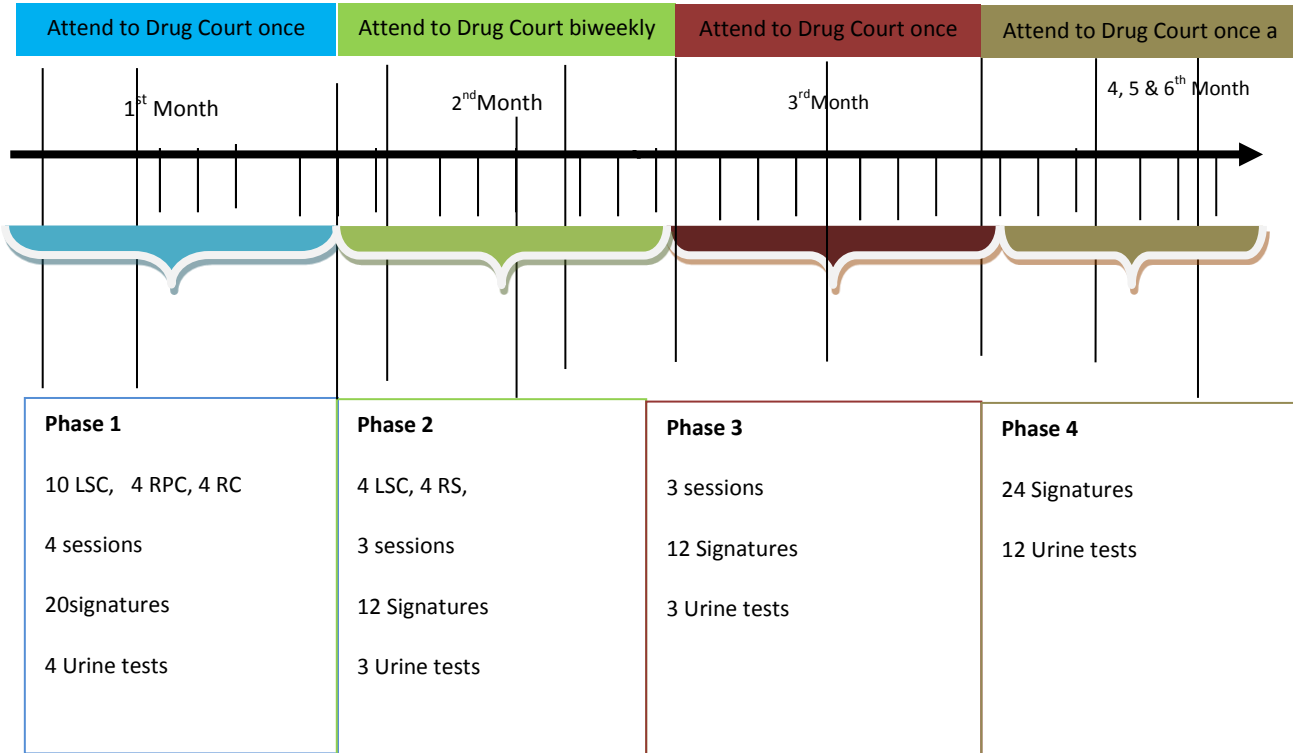 Attend to Drug Court once
Attend to Drug Court biweekly
Attend to Drug Court once
Attend to Drug Court once a
1st Month
2nd Month
3rd Month
4, 5 & 6th Month
Phase 1
10 LSC, 4 RPC, 4 RC
4 sessions
20signatures
4 Urine tests
Phase 2
4 LSC, 4 RS,
3 sessions
12 Signatures
3 Urine tests
Phase 3
3 sessions
12 Signatures
3 Urine tests
Phase 4
24 Signatures
12 Urine tests